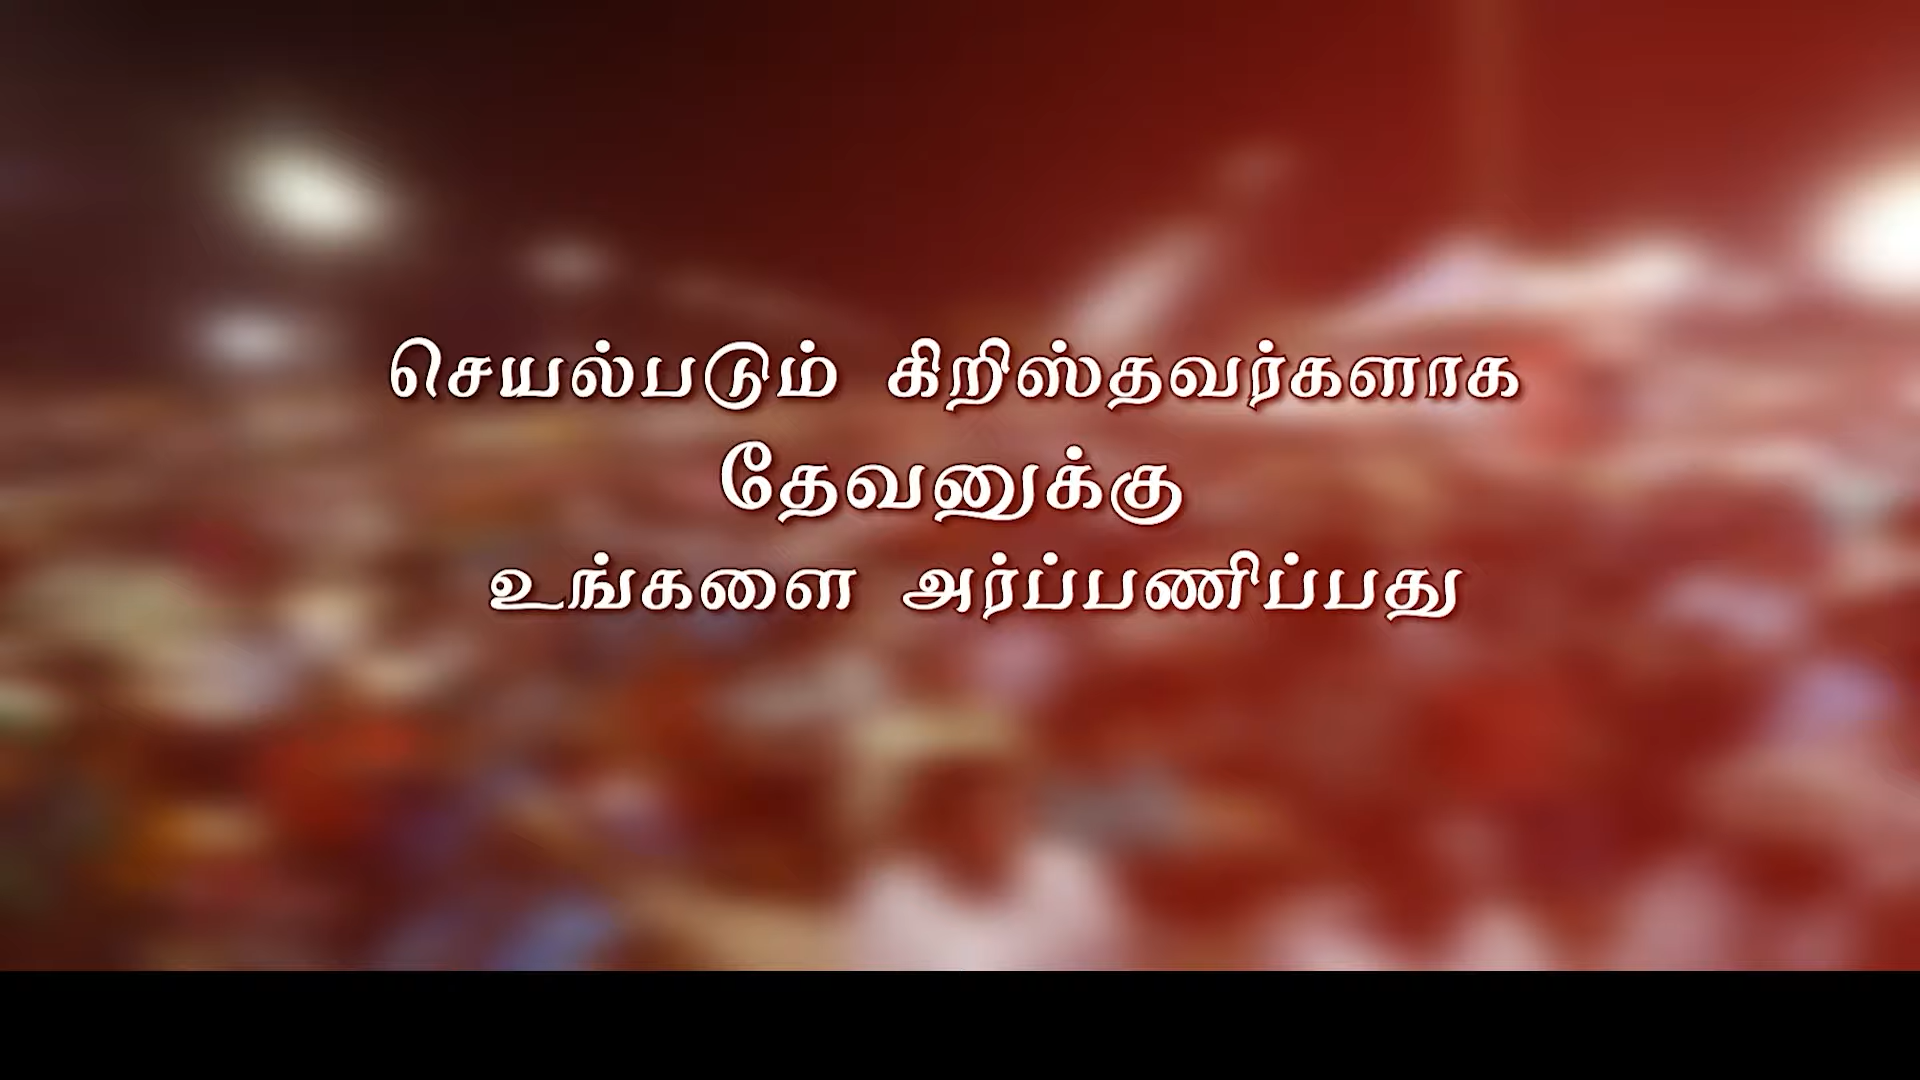 செயல்படும் கிறிஸ்தவர்களாக
தேவனுக்கு
உங்களை அர்ப்பணிப்பது